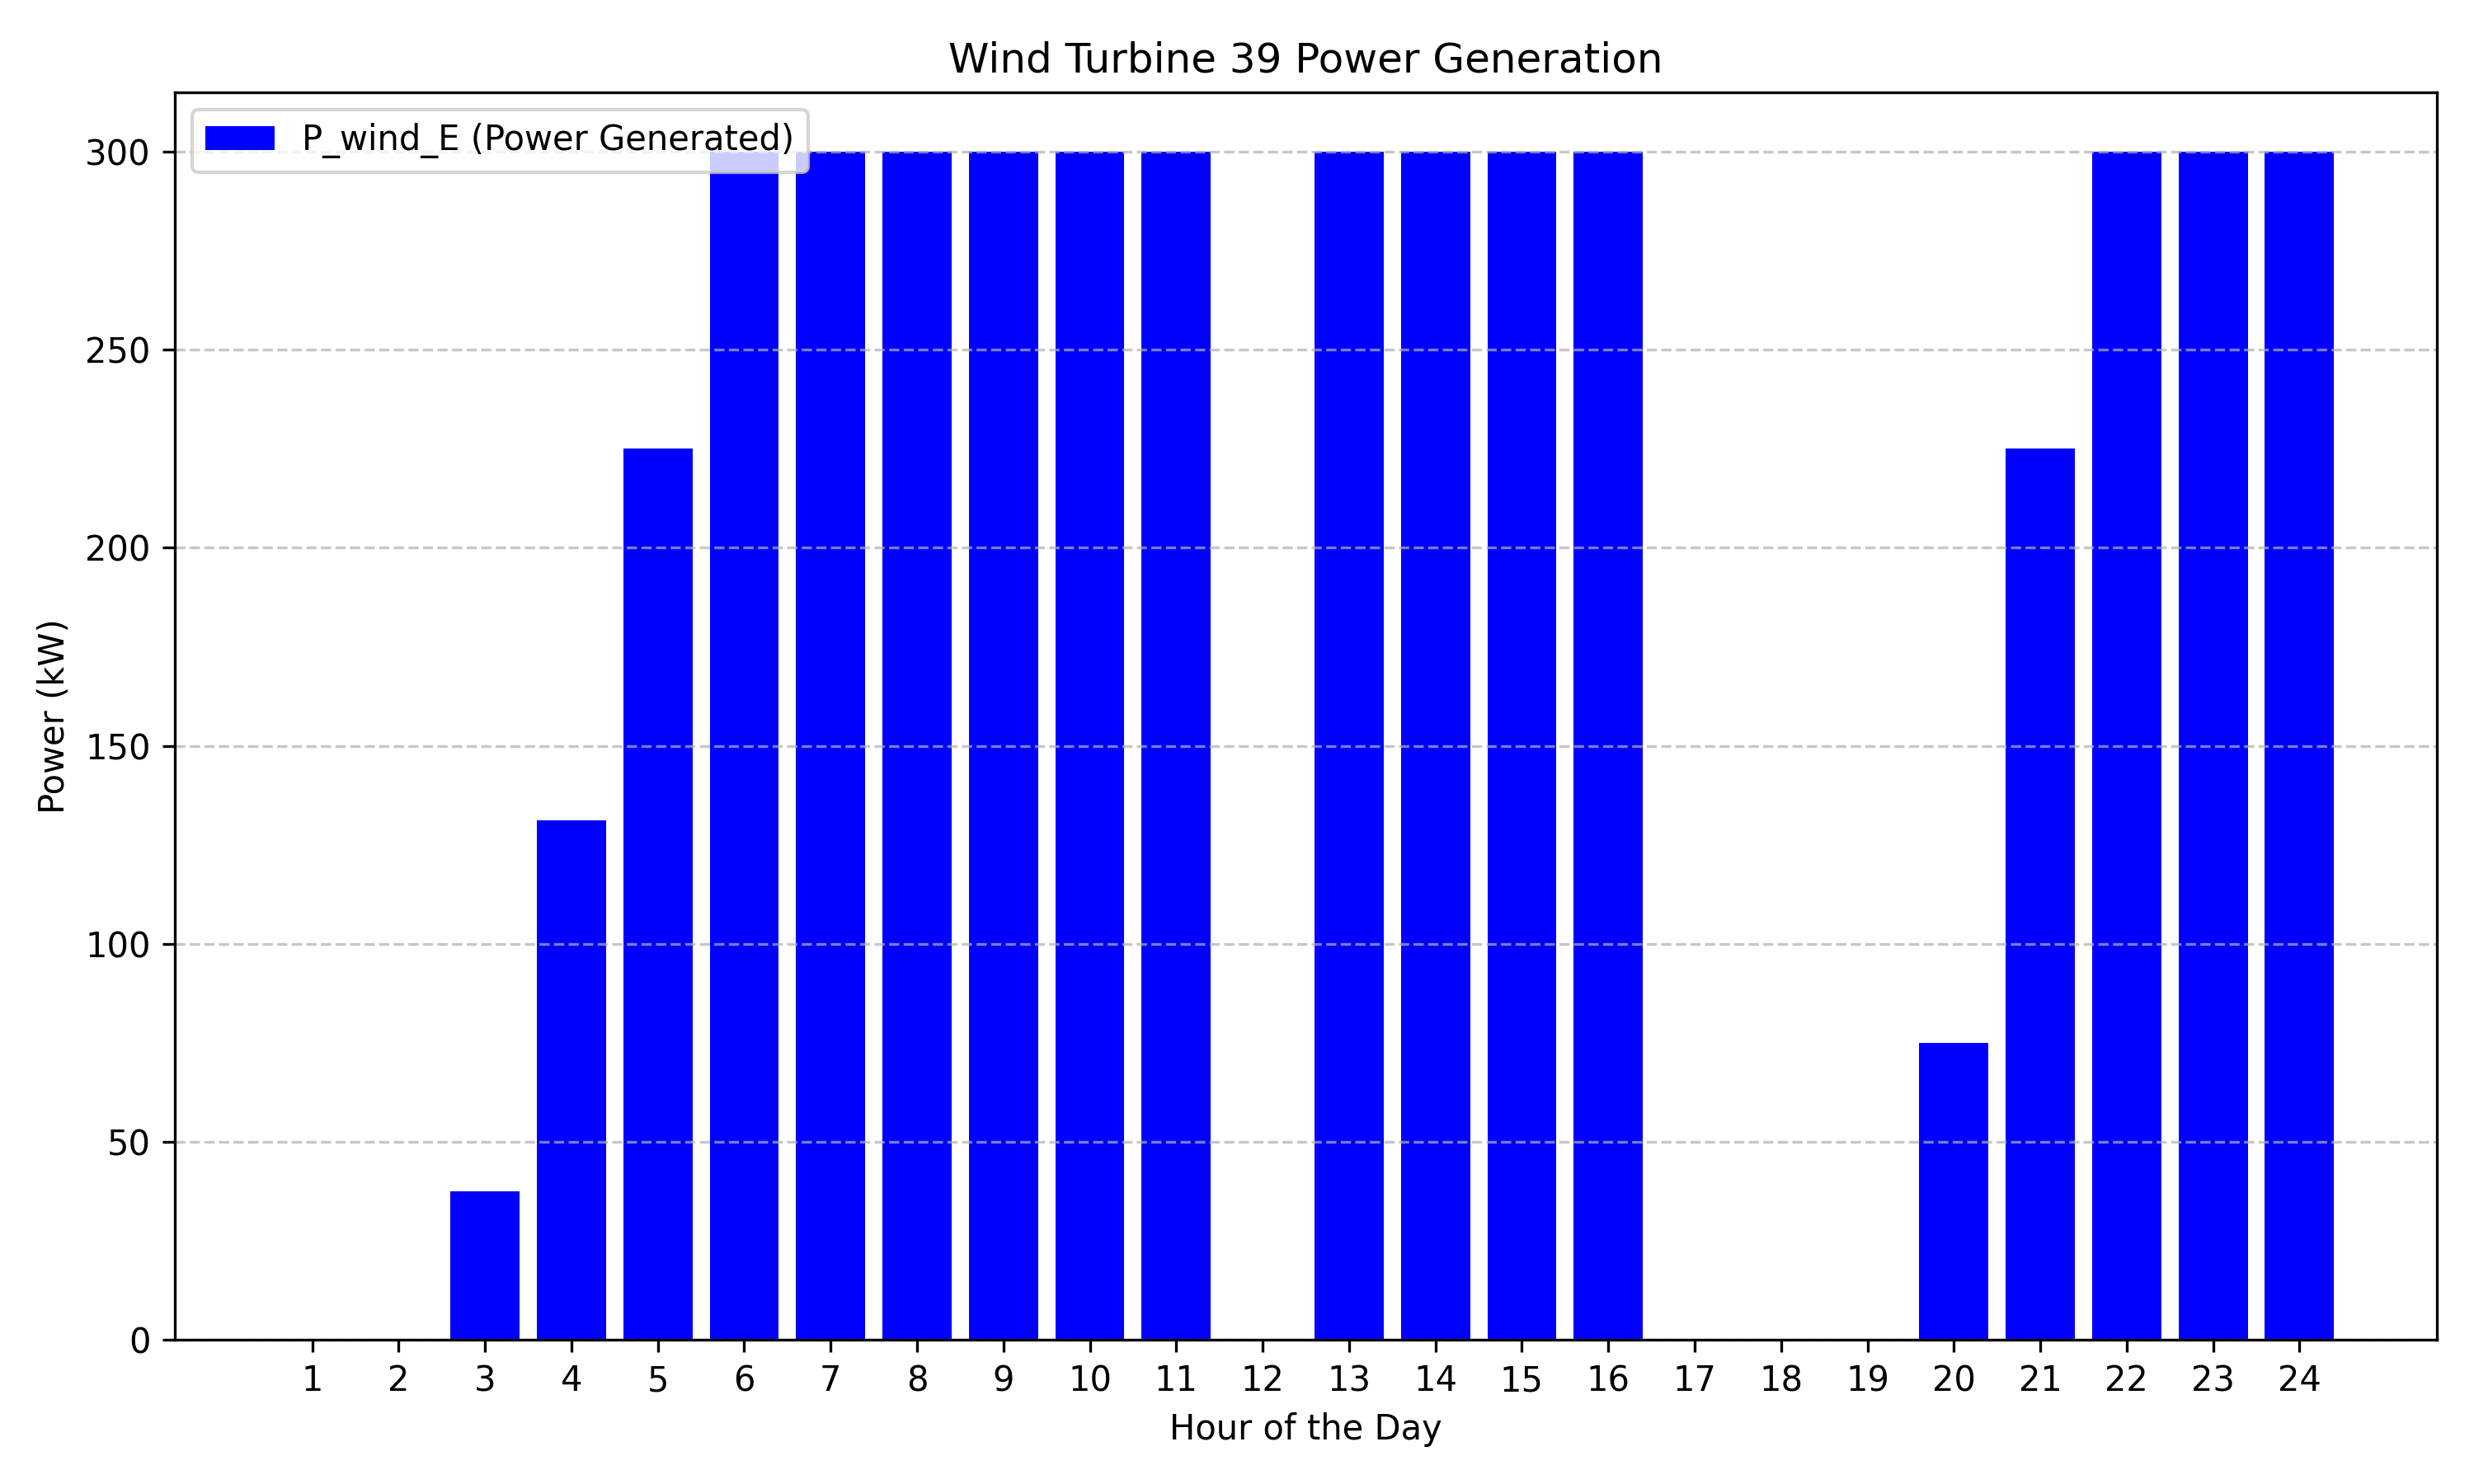 Wind Turbine 39 Power Generation
P_wind_E (Power Generated)
300
250
200
150
100
50
0
Power (kW)
1 2 3 4 5 6 7 8 9 10 11 12 13 14 15 16 17 18 19 20 21 22 23 24
Hour of the Day